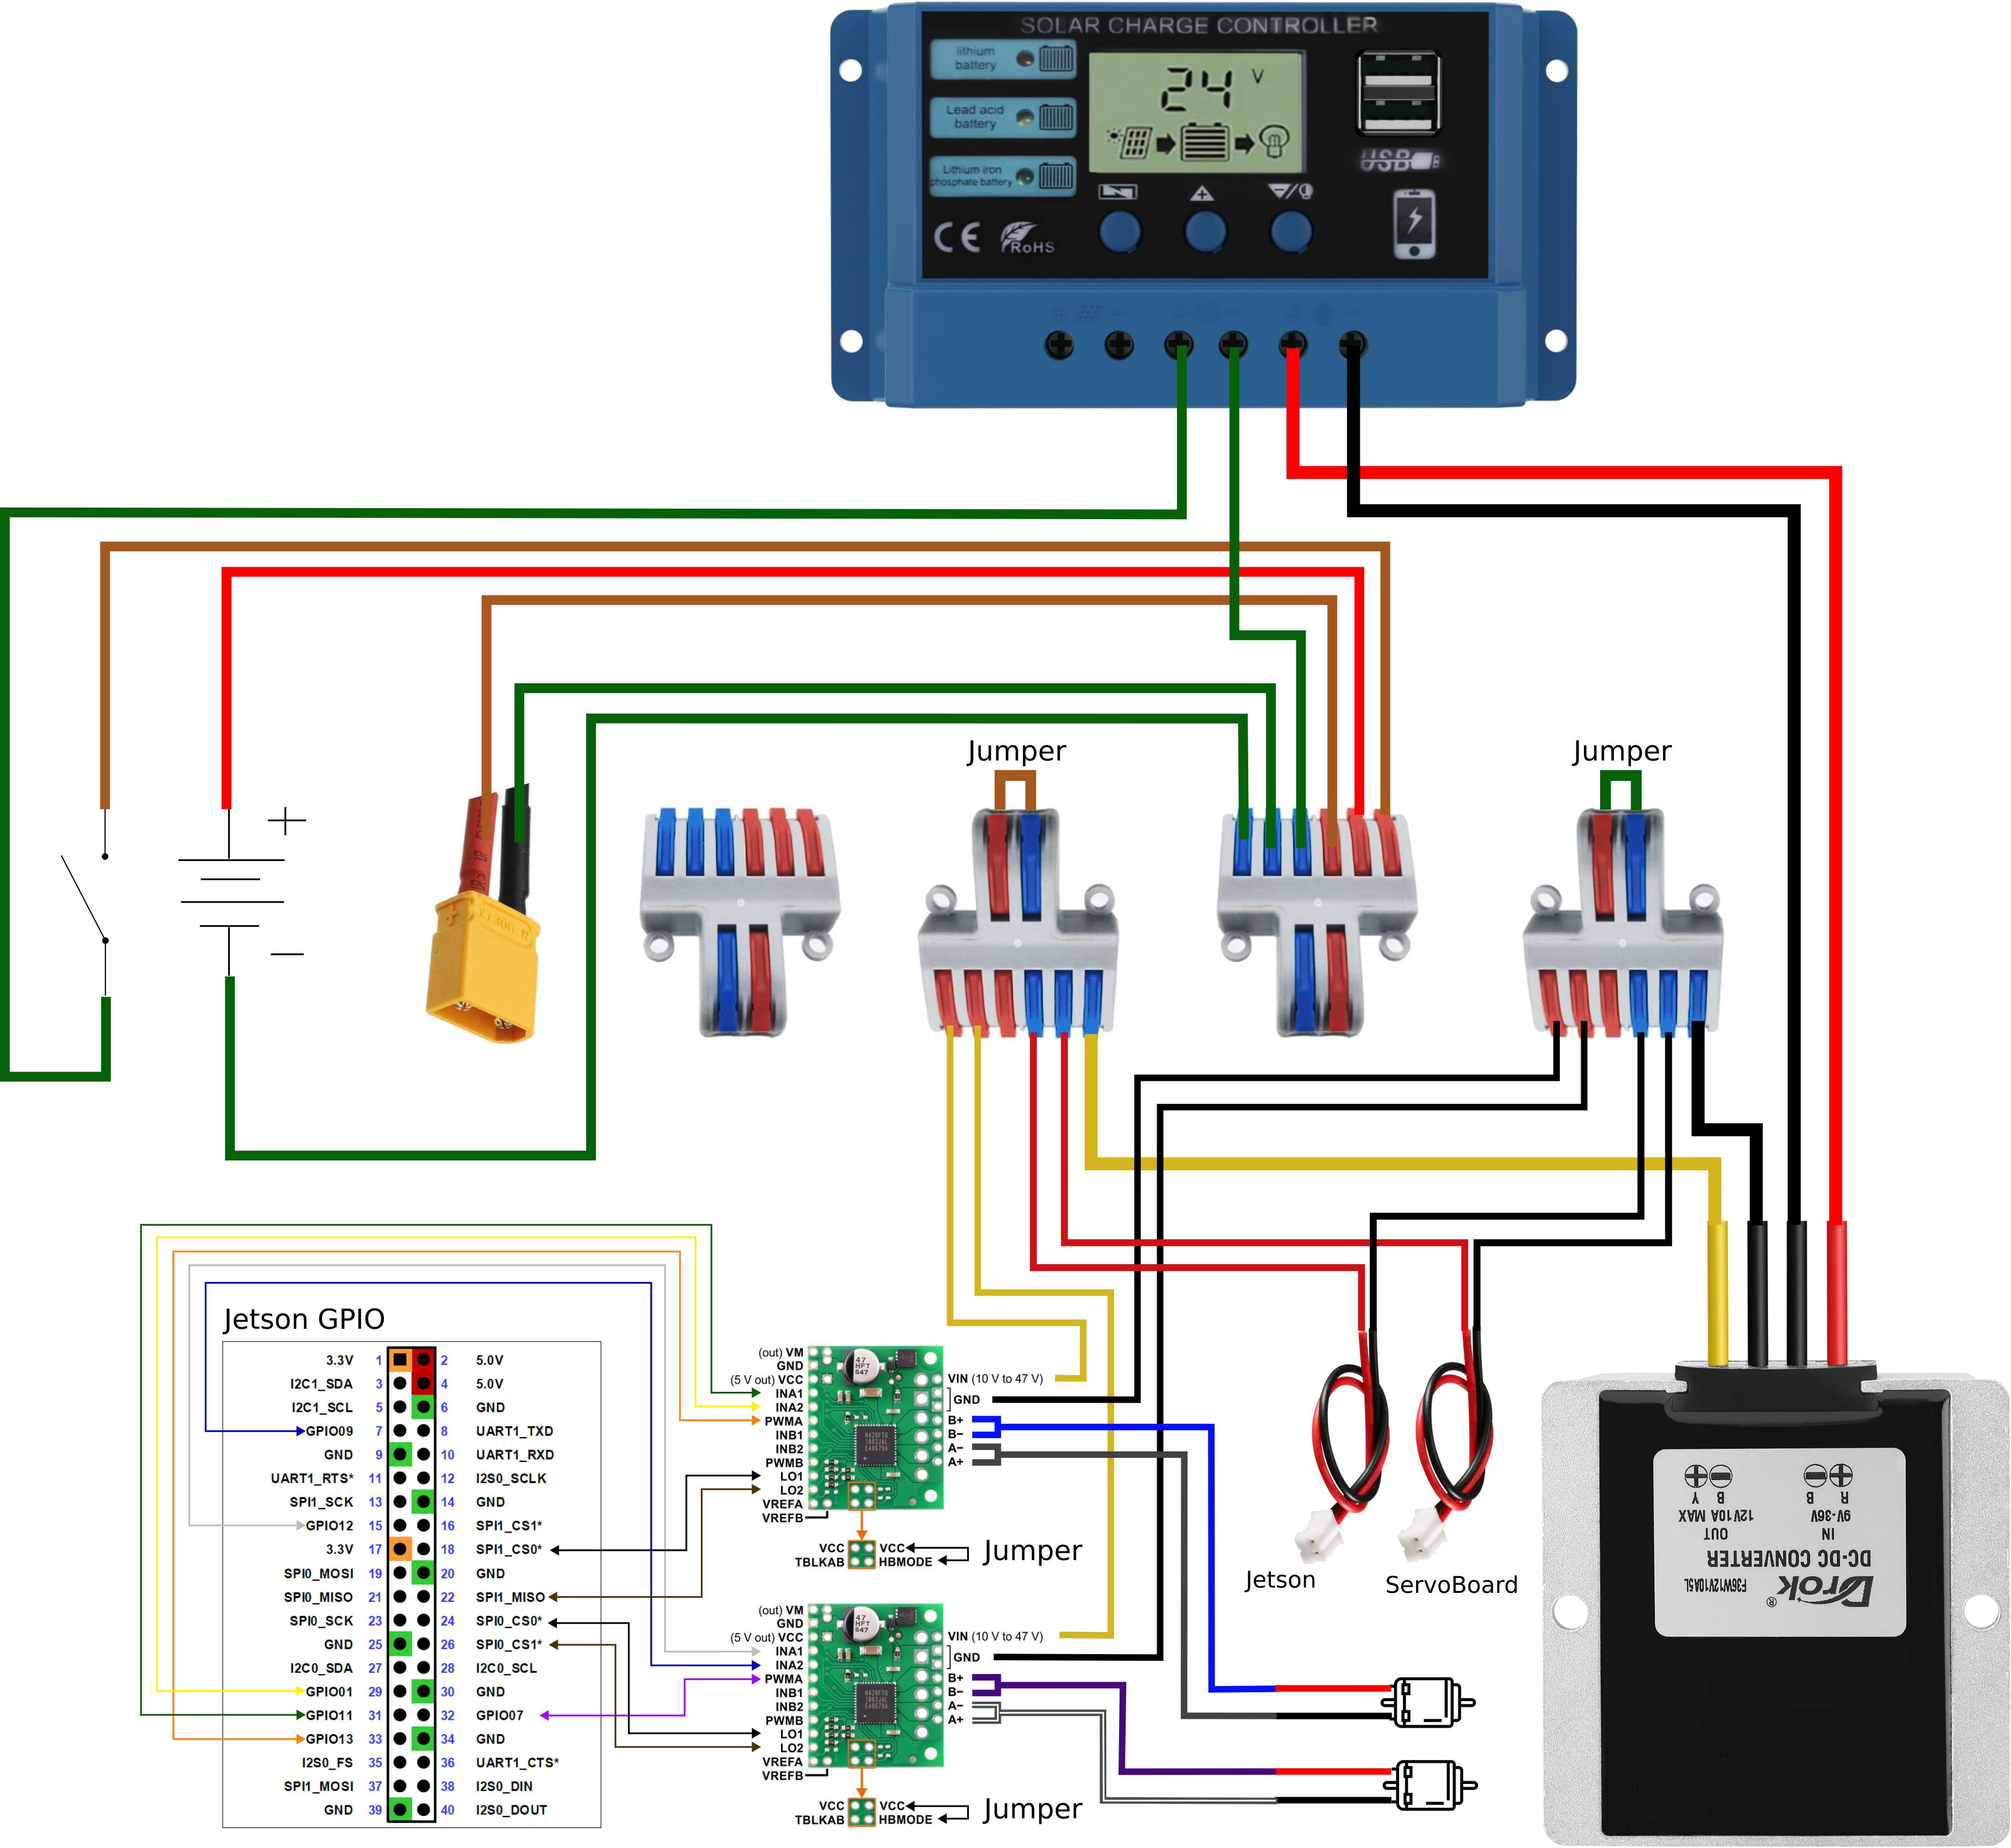 SOLAR CHARGE CONTROLLER
lithium
battery
Lead acid
battery
Lithium iron
phosphate battery
24 V
USB
CE RoHS
Jumper
Jumper
+
−
Jetson GPIO
3.3V 1 2 5.0V
I2C1_SDA 3 4 5.0V
I2C1_SCL 5 6 GND
GPIO09 7 8 UART1_TXD
GND 9 10 UART1_RXD
UART1_RTS* 11 12 I2S0_SCLK
SPI1_SCK 13 14 GND
GPIO12 15 16 SPI1_CS1*
3.3V 17 18 SPI1_CS0*
SPI0_MOSI 19 20 GND
SPI0_MISO 21 22 SPI1_MISO
SPI0_SCK 23 24 SPI0_CS0*
GND 25 26 SPI0_CS1*
I2C0_SDA 27 28 I2C0_SCL
GPIO01 29 30 GND
GPIO11 31 32 GPIO07
GPIO13 33 34 GND
I2S0_FS 35 36 UART1_CTS*
SPI1_MOSI 37 38 I2S0_DIN
GND 39 40 I2S0_DOUT
(out) VM
GND
(5 V out) VCC
INA1
INA2
PWMA
INB1
INB2
PWMB
LO1
LO2
VREFA
VREFB
47
HFT
547
VIN (10 V to 47 V)
GND
B+
B−
A−
A+
VCC VCC
TBLKAB HBMODE
Jumper
(out) VM
GND
(5 V out) VCC
INA1
INA2
PWMA
INB1
INB2
PWMB
LO1
LO2
VREFA
VREFB
47
HFT
547
VIN (10 V to 47 V)
GND
B+
B−
A−
A+
VCC VCC
TBLKAB HBMODE
Jumper
Jetson
ServoBoard
Drok ®
F36W12V10A5L
DC-DC CONVERTER
IN OUT
9V-36V 12V10A MAX
R B B Y